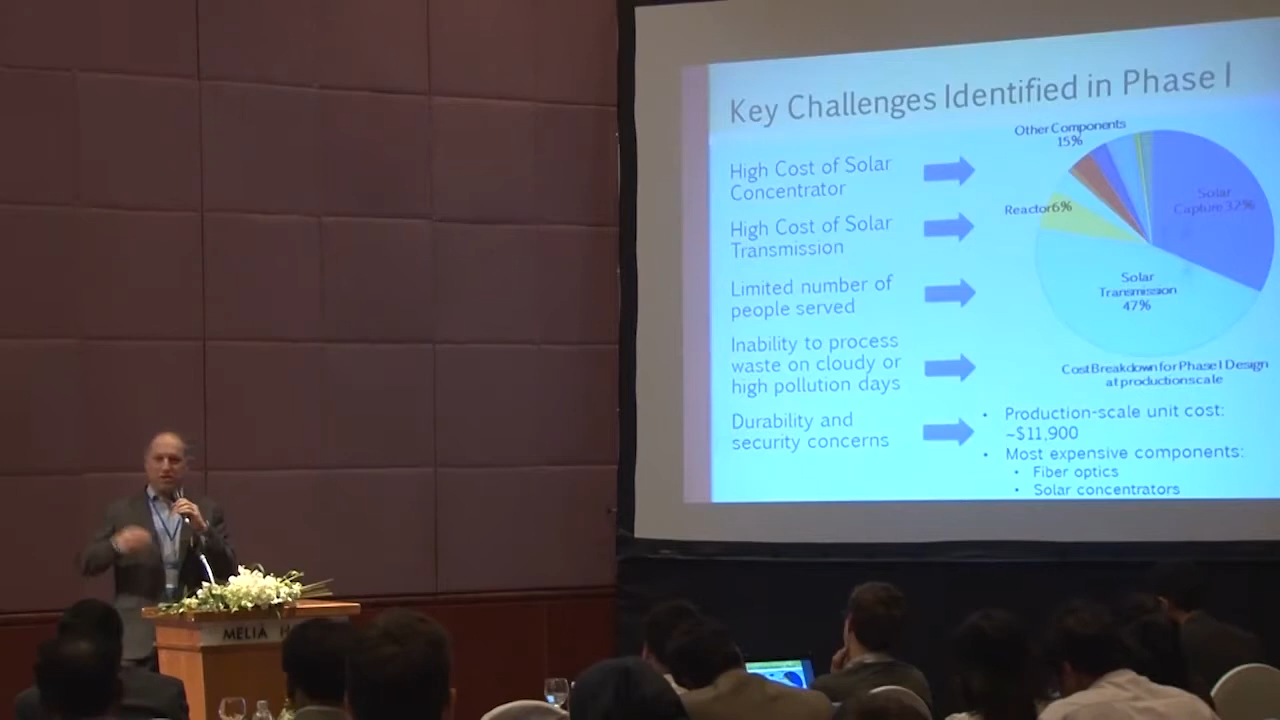 Key Challenges Identified in Phase I
High Cost of Solar
Concentrator
High Cost of Solar
Transmission
Limited number of
people served
Inability to process
waste on cloudy or
high pollution days
Durability and
security concerns
Other Components
15%
Reactor 6%
Solar
Capture 32%
Solar
Transmission
47%
Cost Breakdown for Phase I Design
at production scale
• Production-scale unit cost:
~$11,900
• Most expensive components:
• Fiber optics
• Solar concentrators
MELIÀ H